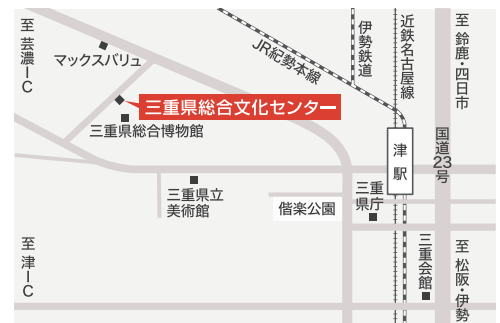 至 芸濃IC
マックスバリュ
JR紀勢本線
伊勢鉄道
近鉄名古屋線
至 鈴鹿・四日市
三重県総合文化センター
三重県総合博物館
津駅
国道23号
三重県立
美術館
偕楽公園
三重
県庁
三重会館
至 津IC
至 松阪・伊勢